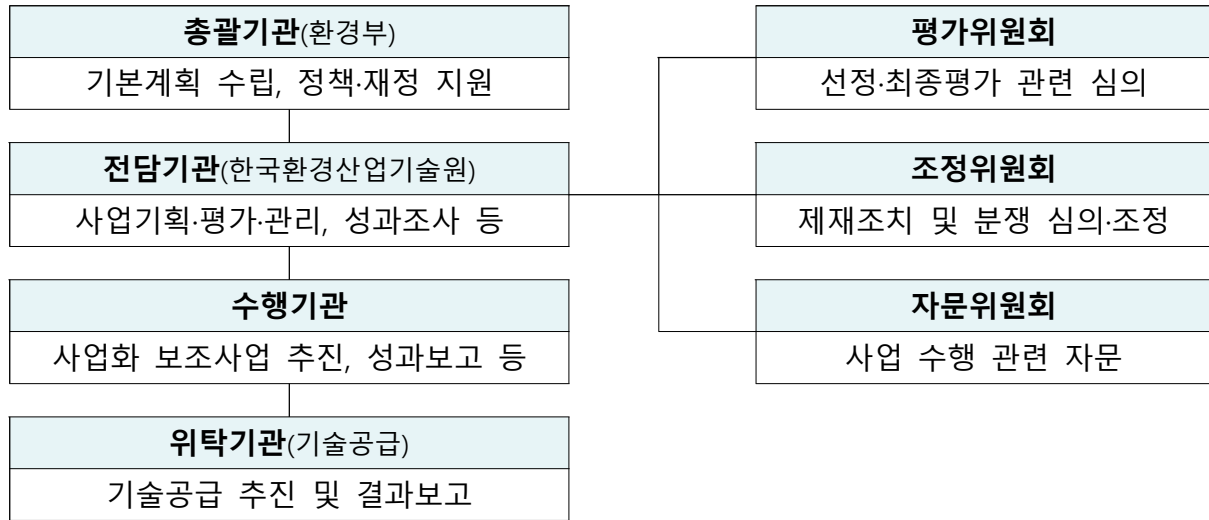 총괄기관(환경부)
기본계획 수립, 정책·재정 지원
전담기관(한국환경산업기술원)
사업기획·평가·관리, 성과조사 등
수행기관
사업화 보조사업 추진, 성과보고 등
위탁기관(기술공급)
기술공급 추진 및 결과보고
평가위원회
선정·최종평가 관련 심의
조정위원회
제재조치 및 분쟁 심의·조정
자문위원회
사업 수행 관련 자문